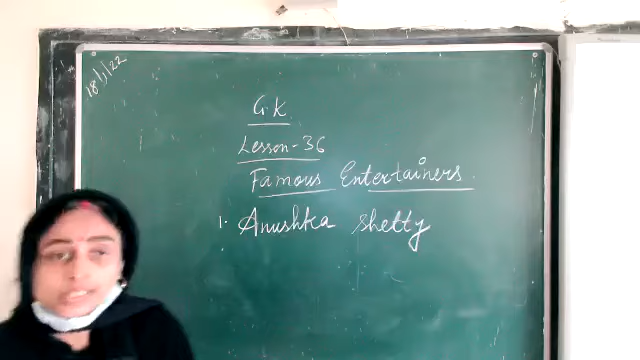 18/1/22
G.K
Lesson-36
Famous Entertainers.
1. Anushka shetty